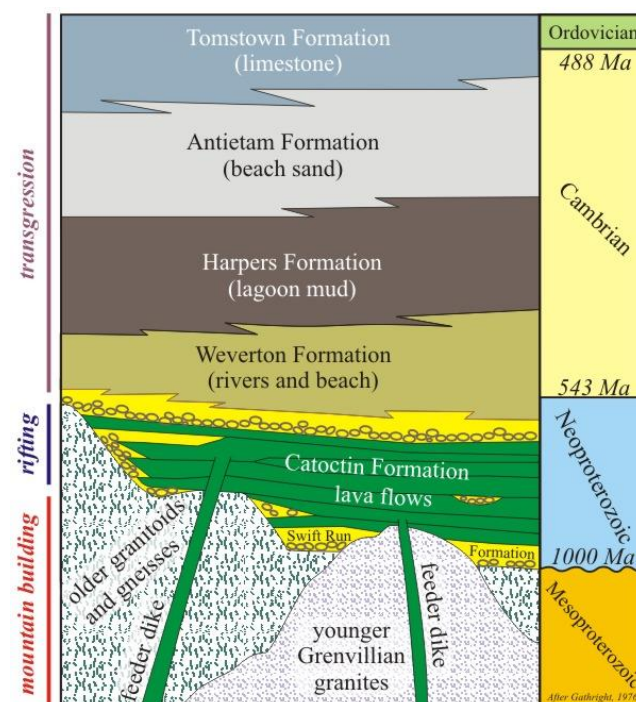 Tomstown Formation
(limestone)
Antietam Formation
(beach sand)
Harpers Formation
(lagoon mud)
Weverton Formation
(rivers and beach)
Catoctin Formation
lava flows
Swift Run
Formation
older granitoids
and gneisses
feeder dike
feeder dike
younger
Grenvillian
granites
transgression
rifting
mountain building
Ordovician
488 Ma
Cambrian
543 Ma
Neoproterozoic
1000 Ma
Mesoproterozoic
After Gathright, 1976